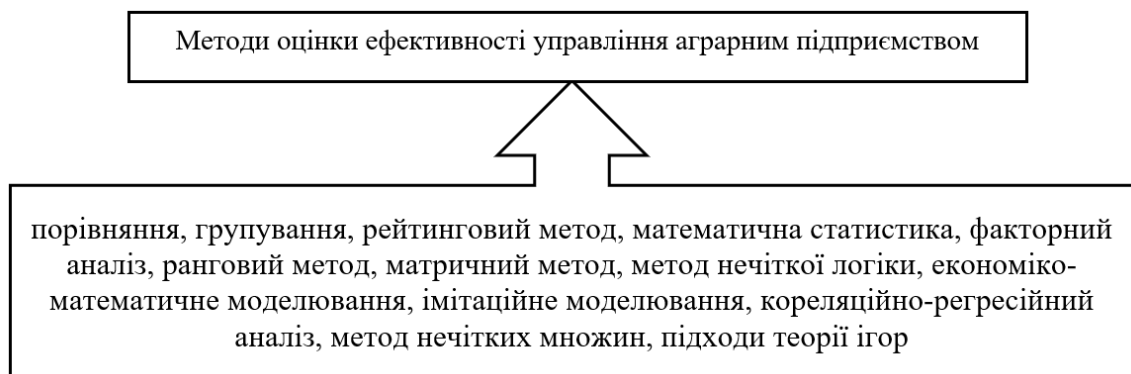 Методи оцінки ефективності управління аграрним підприємством
порівняння, групування, рейтинговий метод, математична статистика, факторний
аналіз, ранговий метод, матричний метод, метод нечіткої логіки, економіко-
математичне моделювання, імітаційне моделювання, кореляційно-регресійний
аналіз, метод нечітких множин, підходи теорії ігор